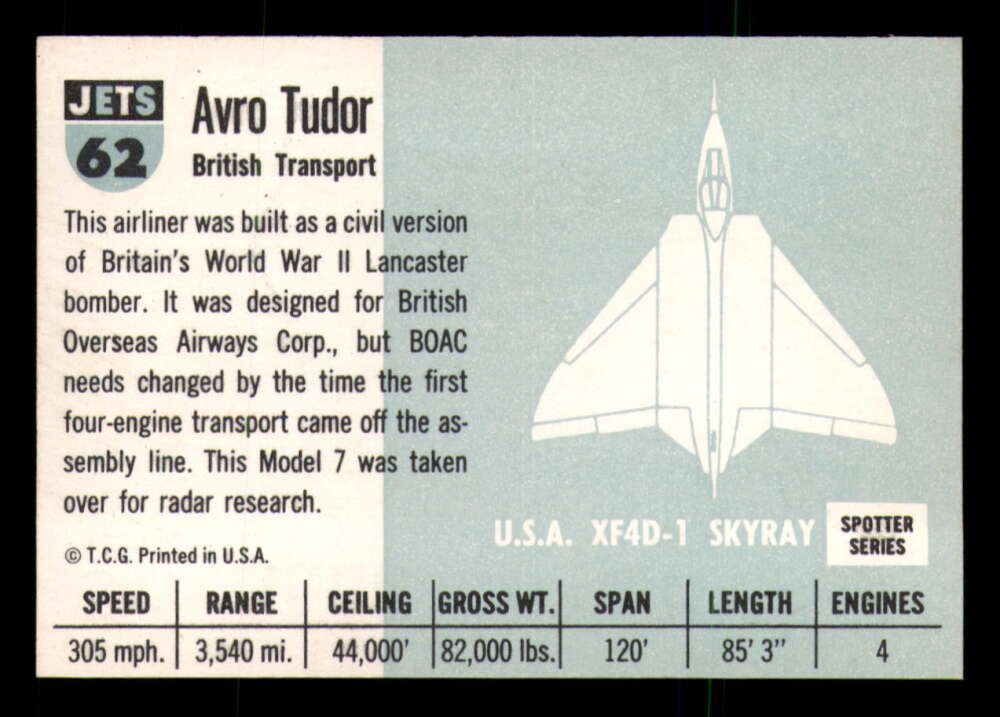 JETS
62
Avro Tudor
British Transport
This airliner was built as a civil version
of Britain's World War II Lancaster
bomber. It was designed for British
Overseas Airways Corp., but BOAC
needs changed by the time the first
four-engine transport came off the as-
sembly line. This Model 7 was taken
over for radar research.
© T.C.G. Printed in U.S.A.
U.S.A. XF4D-1 SKYRAY
SPOTTER
SERIES
SPEED RANGE CEILING GROSS WT. SPAN LENGTH ENGINES
305 mph. 3,540 mi. 44,000' 82,000 lbs. 120' 85' 3" 4